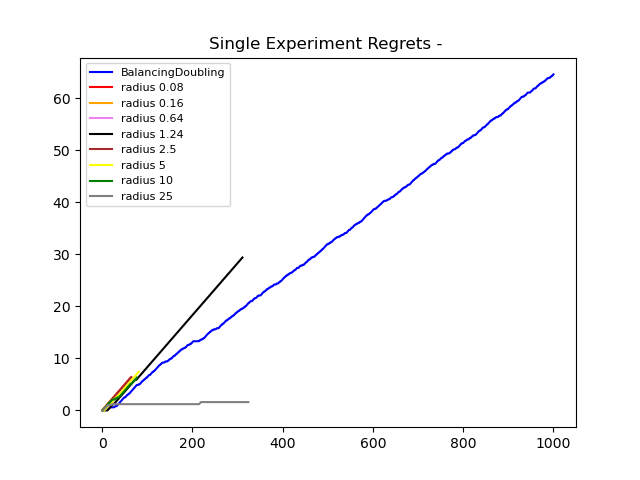 Single Experiment Regrets -
BalancingDoubling
radius 0.08
radius 0.16
radius 0.64
radius 1.24
radius 2.5
radius 5
radius 10
radius 25
60
50
40
30
20
10
0
0 200 400 600 800 1000